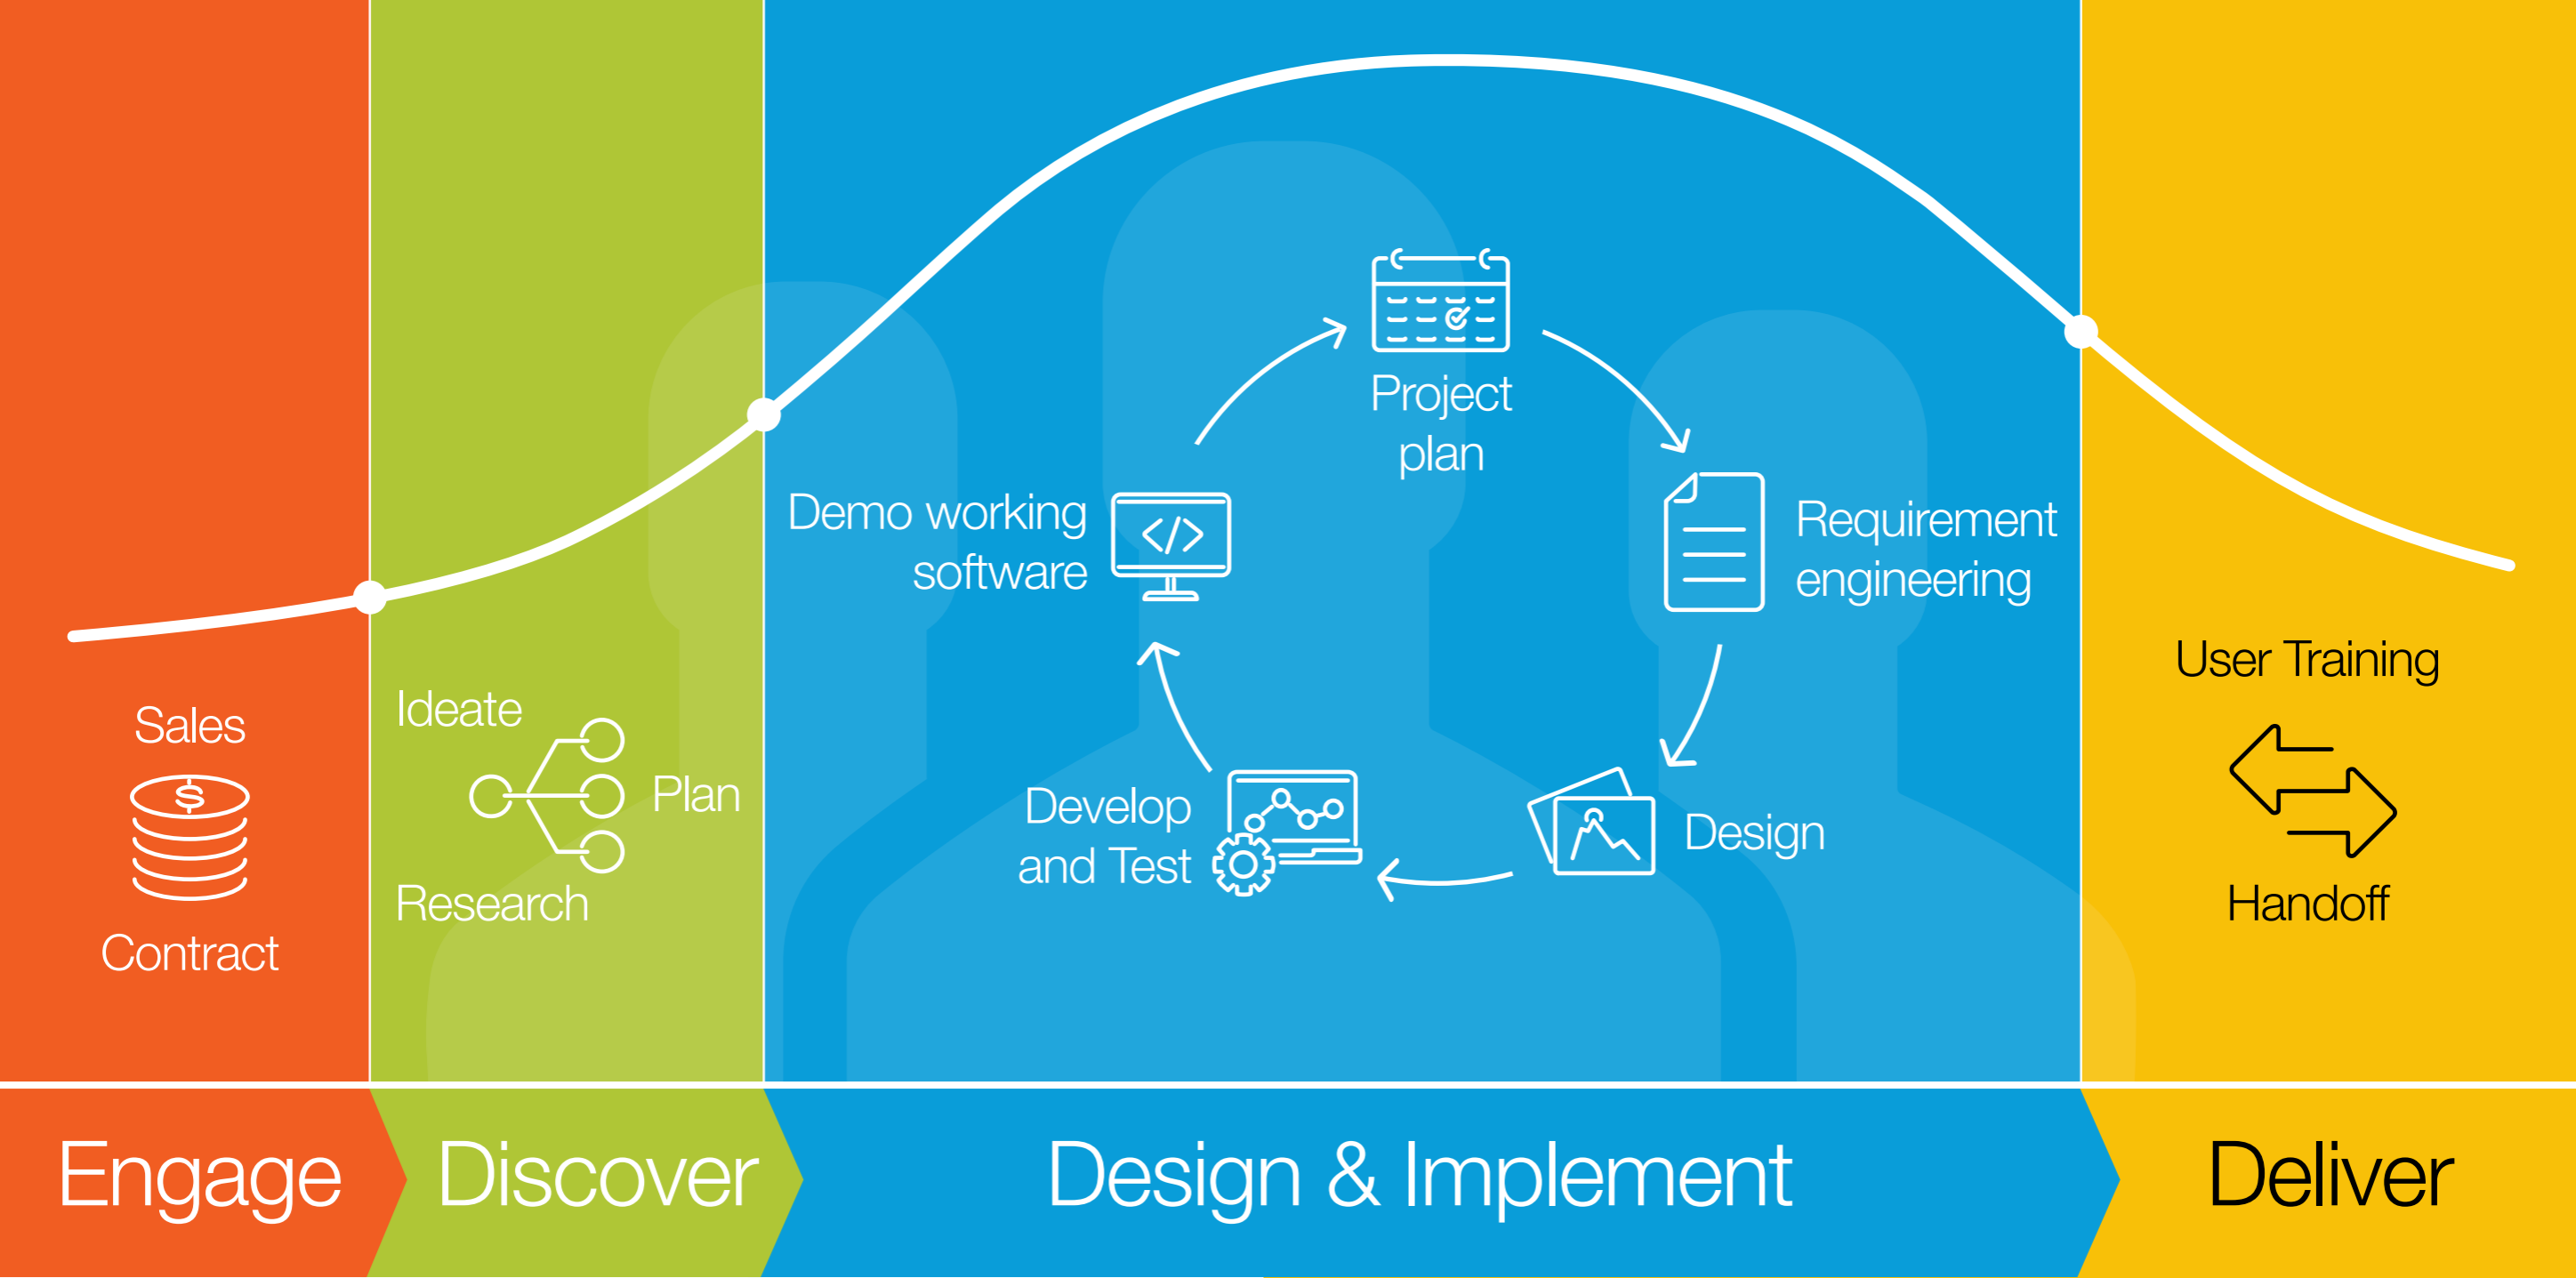 Sales
$
Contract
Ideate
Plan
Research
Project
plan
Requirement
engineering
Design
Develop
and Test
Demo working
software
</>
User Training
Handoff
Engage
Discover
Design & Implement
Deliver